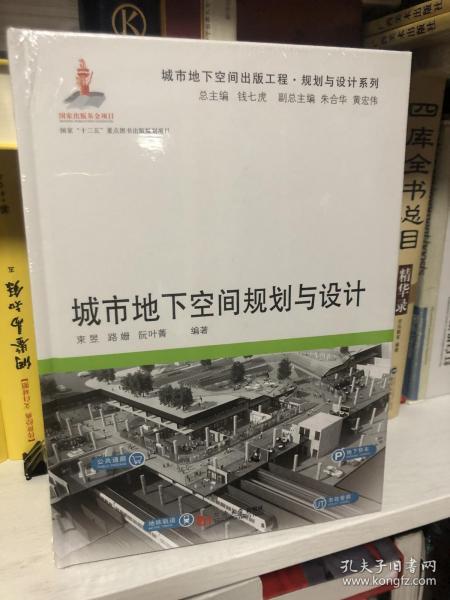 城市地下空间出版工程·规划与设计系列
总主编 钱七虎 副总主编 朱合华 黄宏伟
国家出版基金项目
国家“十二五”重点图书出版规划项目
城市地下空间规划与设计
束昱 路姗 阮叶菁 编著
公共通廊
P 地下停车
地铁轨道
四库全书总目
精华录
孔夫子旧书网
www.kongfz.com